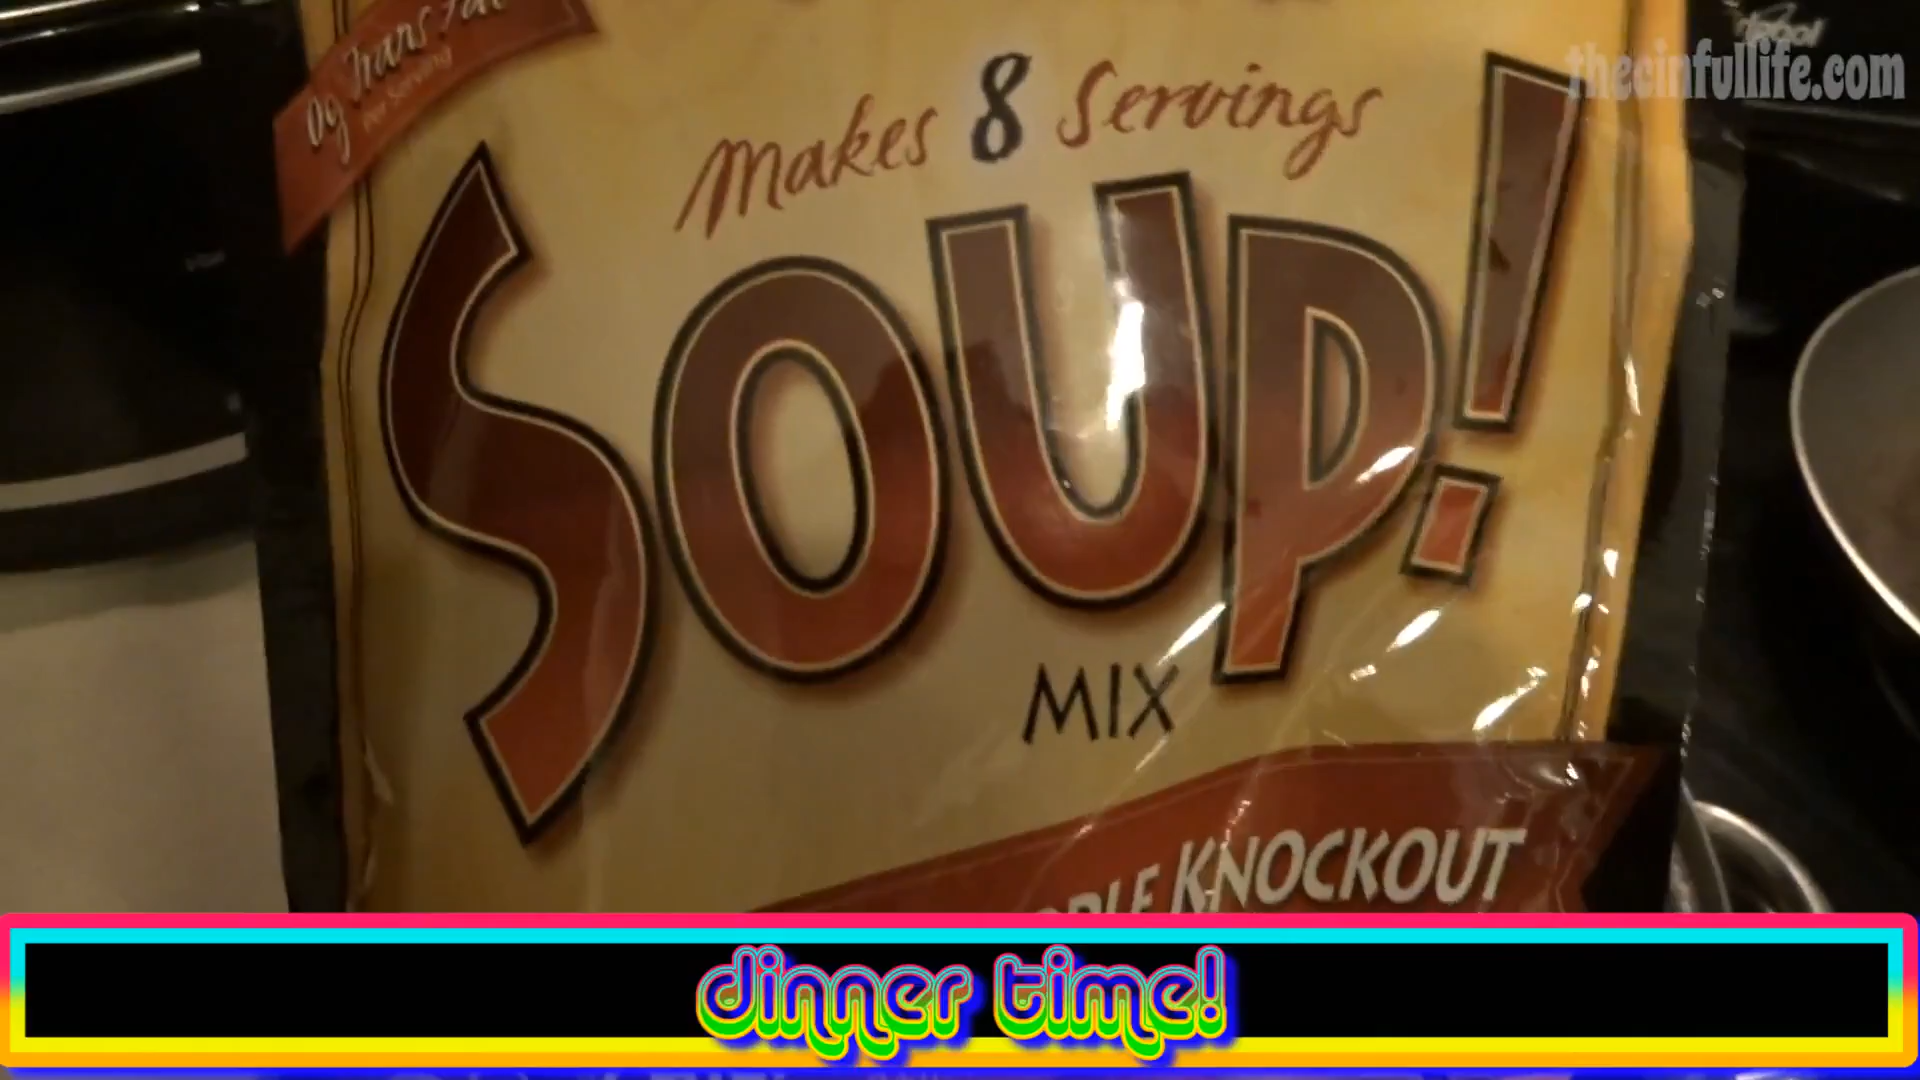 0g Trans Fat
Per Serving
thecinfullife.com
Makes 8 Servings
SOUP!
MIX
KNOCKOUT
dinner time!